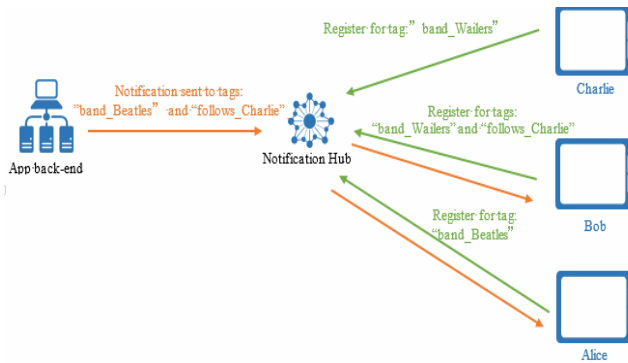 Register for tag:” band_Wailers”
Charlie
Notification sent to tags:
”band_Beatles” and “follows_Charlie”
Register for tags:
“band_Wailers” and “follows_Charlie”
App back-end
Notification Hub
Register for tag:
“band_Beatles”
Bob
Alice